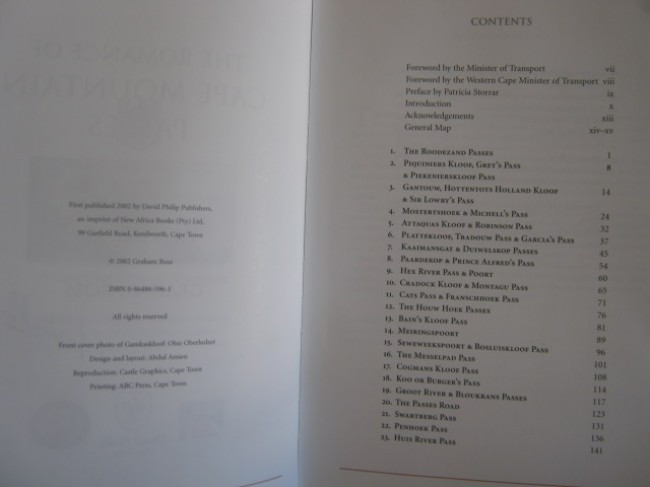 First published 2002 by David Philip Publishers,
an imprint of New Africa Books (Pty) Ltd.
99 Garfield Road, Kenilworth, Cape Town
© 2002 Graham Ross
All rights reserved
Front cover photo of Gamkaskloof: Obie Oberholzer
Design and layout: Abdul Amien
Reproduction: Castle Graphics, Cape Town
Printing: ABC Press, Cape Town
CONTENTS
Foreword by the Minister of Transport vii
Foreword by the Western Cape Minister of Transport viii
Preface by Patricia Storrar ix
Introduction x
Acknowledgements xiii
General Map xiv–xv
1. The Roodezand Passes 1
2. Piquiniers Kloof, Grey's Pass 8
& Piekenierskloof Pass
3. Gantouw, Hottentots Holland Kloof 14
& Sir Lowry's Pass
4. Mostertshoek & Michell's Pass 24
5. Attaquas Kloof & Robinson Pass 32
6. Plattekloof, Tradouw Pass & Garcia's Pass 37
7. Kaaimansgat & Duiwelskop Passes 45
8. Paardekop & Prince Alfred's Pass 54
9. Hex River Pass & Poort 60
10. Cradock Kloof & Montagu Pass 65
11. Cats Pass & Franschhoek Pass 71
12. The Houw Hoek Passes 76
13. Bain's Kloof Pass 81
14. Meiringspoort 89
15. Seweweekspoort & Bosluiskloof Pass 96
16. The Messelpad Pass 101
17. Cogmans Kloof Pass 108
18. Koo or Burger's Pass 114
19. Groot River & Bloukrans Passes 117
20. The Passes Road 123
21. Swartberg Pass 131
22. Penhoek Pass 136
23. Huis River Pass 141